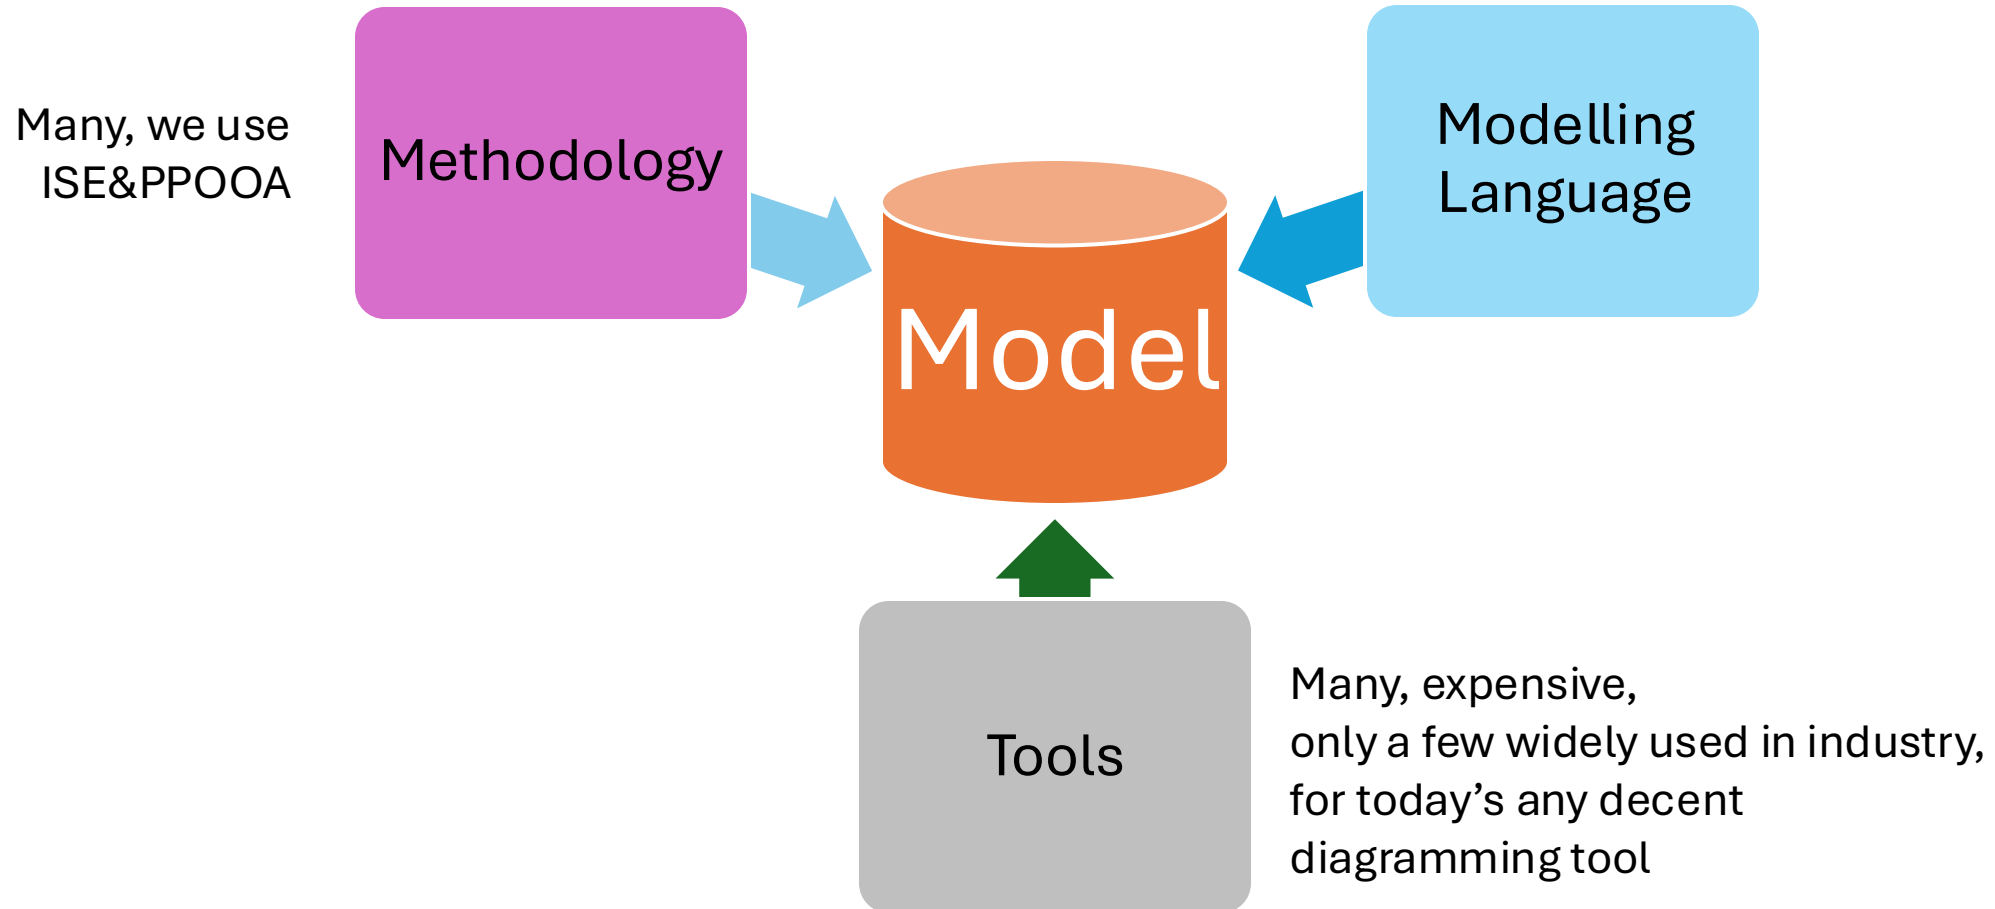 Many, we use
ISE&PPOOA
Methodology
Modelling
Language
Model
Tools
Many, expensive,
only a few widely used in industry,
for today’s any decent
diagramming tool